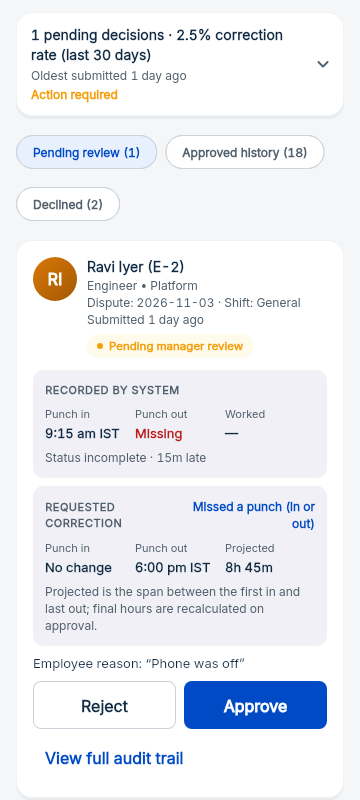 1 pending decisions · 2.5% correction
rate (last 30 days)
Oldest submitted 1 day ago
Action required
Pending review (1)
Approved history (18)
Declined (2)
RI
Ravi Iyer (E-2)
Engineer • Platform
Dispute: 2026-11-03 · Shift: General
Submitted 1 day ago
Pending manager review
RECORDED BY SYSTEM
Punch in Punch out Worked
9:15 am IST Missing —
Status incomplete · 15m late
REQUESTED
CORRECTION
Missed a punch (in or
out)
Punch in Punch out Projected
No change 6:00 pm IST 8h 45m
Projected is the span between the first in and
last out; final hours are recalculated on
approval.
Employee reason: “Phone was off”
Reject
Approve
View full audit trail